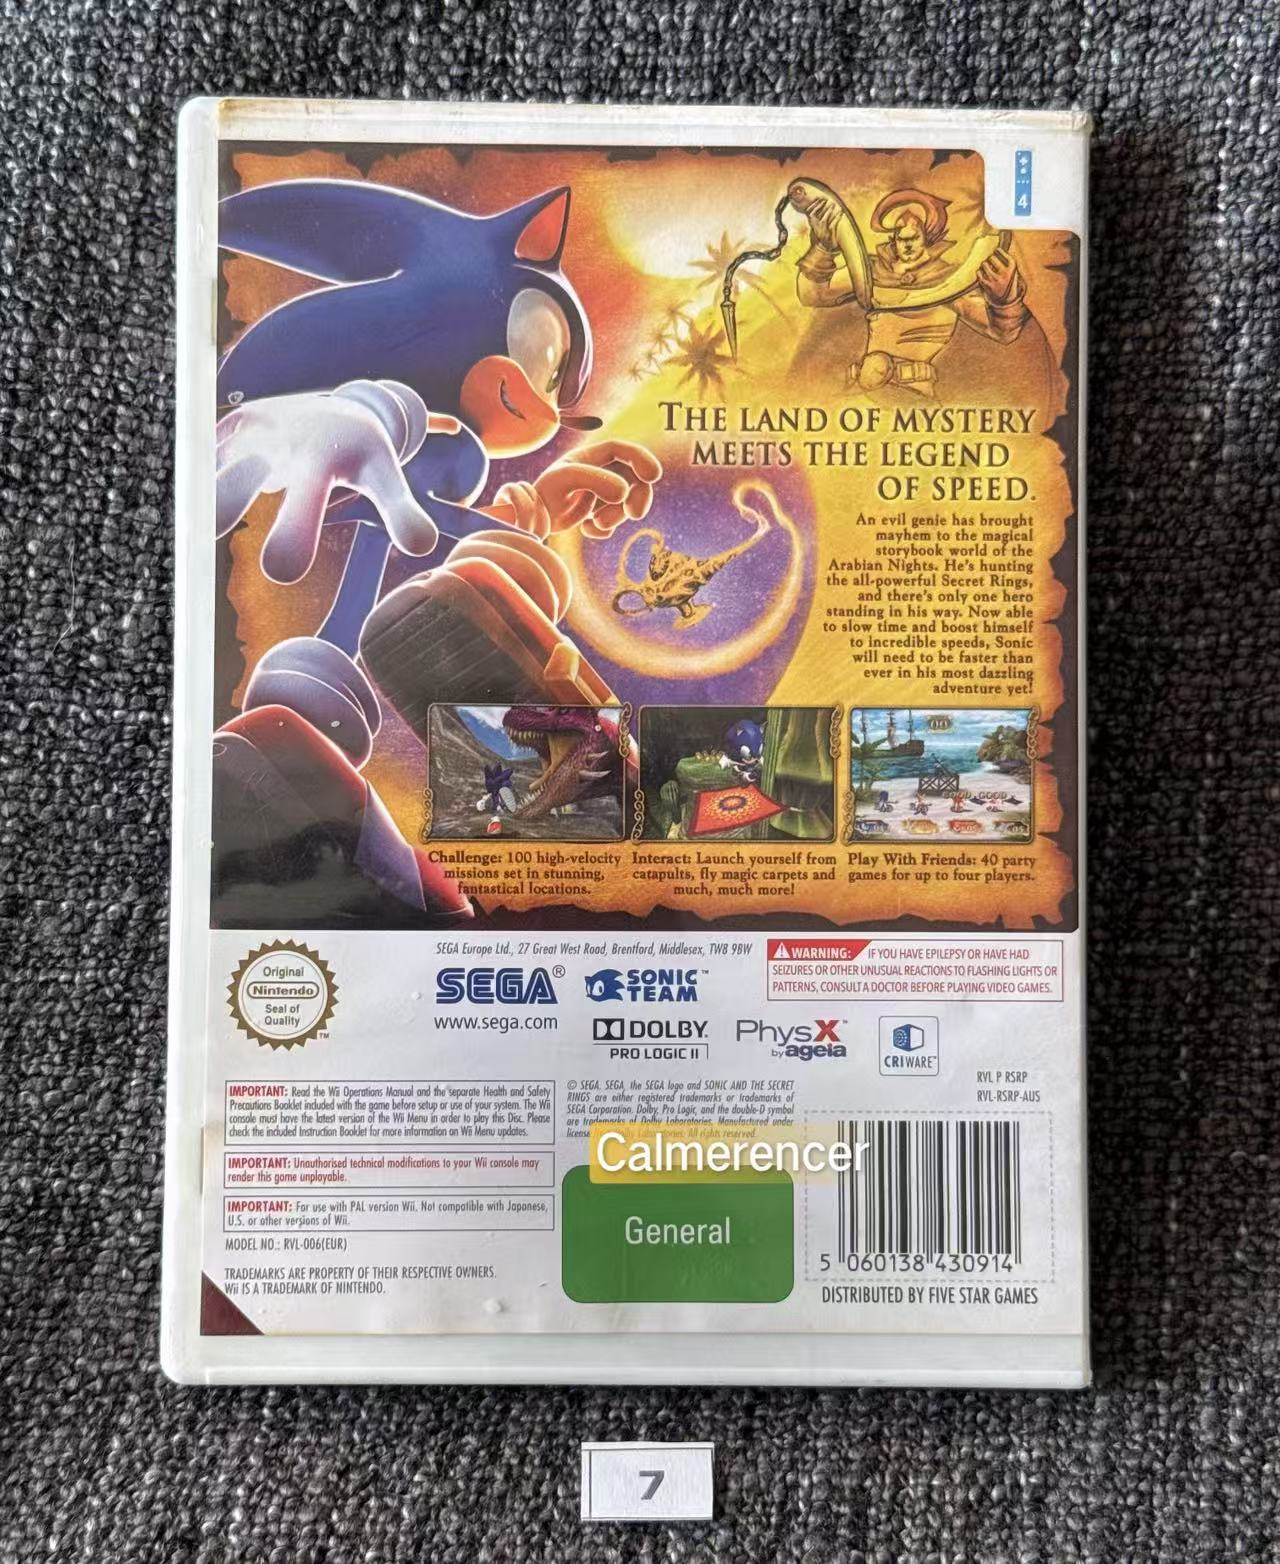 4
THE LAND OF MYSTERY
MEETS THE LEGEND
OF SPEED.
An evil genie has brought
mayhem to the magical
storybook world of the
Arabian Nights. He's hunting
the all-powerful Secret Rings,
and there's only one hero
standing in his way. Now able
to slow time and boost himself
to incredible speeds, Sonic
will need to be faster than
ever in his most dazzling
adventure yet!
Challenge: 100 high-velocity
missions set in stunning,
fantastical locations.
Interact: Launch yourself from
catapults, fly magic carpets and
much, much more!
Play With Friends: 40 party
games for up to four players.
Original
Nintendo
Seal of
Quality
TM
SEGA Europe Ltd., 27 Great West Road, Brentford, Middlesex, TW8 9BW
SEGA®
www.sega.com
SONIC
TEAM™
WARNING: IF YOU HAVE EPILEPSY OR HAVE HAD
SEIZURES OR OTHER UNUSUAL REACTIONS TO FLASHING LIGHTS OR
PATTERNS, CONSULT A DOCTOR BEFORE PLAYING VIDEO GAMES.
DOLBY.
PRO LOGIC II
PhysX™
by ageia
CRIWARE™
IMPORTANT: Read the Wii Operations Manual and the separate Health and Safety
Precautions Booklet included with the game before setup or use of your system. The Wii
console must have the latest version of the Wii Menu in order to play this Disc. Please
check the included Instruction Booklet for more information on Wii Menu updates.
IMPORTANT: Unauthorised technical modifications to your Wii console may
render this game unplayable.
IMPORTANT: For use with PAL version Wii. Not compatible with Japanese,
U.S. or other versions of Wii.
MODEL NO.: RVL-006(EUR)
TRADEMARKS ARE PROPERTY OF THEIR RESPECTIVE OWNERS.
Wii IS A TRADEMARK OF NINTENDO.
© SEGA. SEGA, the SEGA logo and SONIC AND THE SECRET
RINGS are either registered trademarks or trademarks of
SEGA Corporation. Dolby, Pro Logic, and the double-D symbol
are trademarks of Dolby Laboratories. Manufactured under
license Laboratories. All rights reserved.
Calmerencer
General
RVL P RSRP
RVL-RSRP-AUS
5 060138 430914
DISTRIBUTED BY FIVE STAR GAMES
7